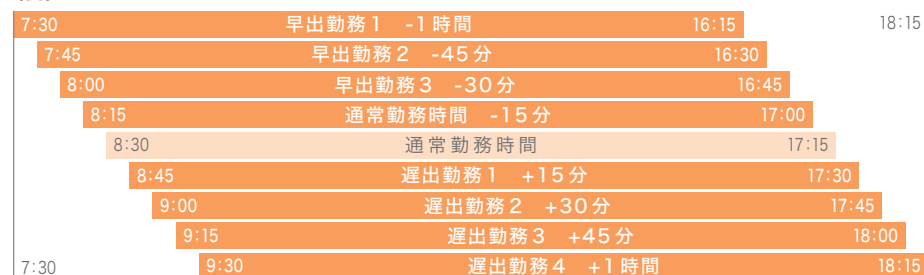 7:30 早出勤務1 -1時間 16:15 18:15
7:45 早出勤務2 -45分 16:30
8:00 早出勤務3 -30分 16:45
8:15 通常勤務時間 -15分 17:00
8:30 通常勤務時間 17:15
8:45 遅出勤務1 +15分 17:30
9:00 遅出勤務2 +30分 17:45
9:15 遅出勤務3 +45分 18:00
7:30 9:30 遅出勤務4 +1時間 18:15